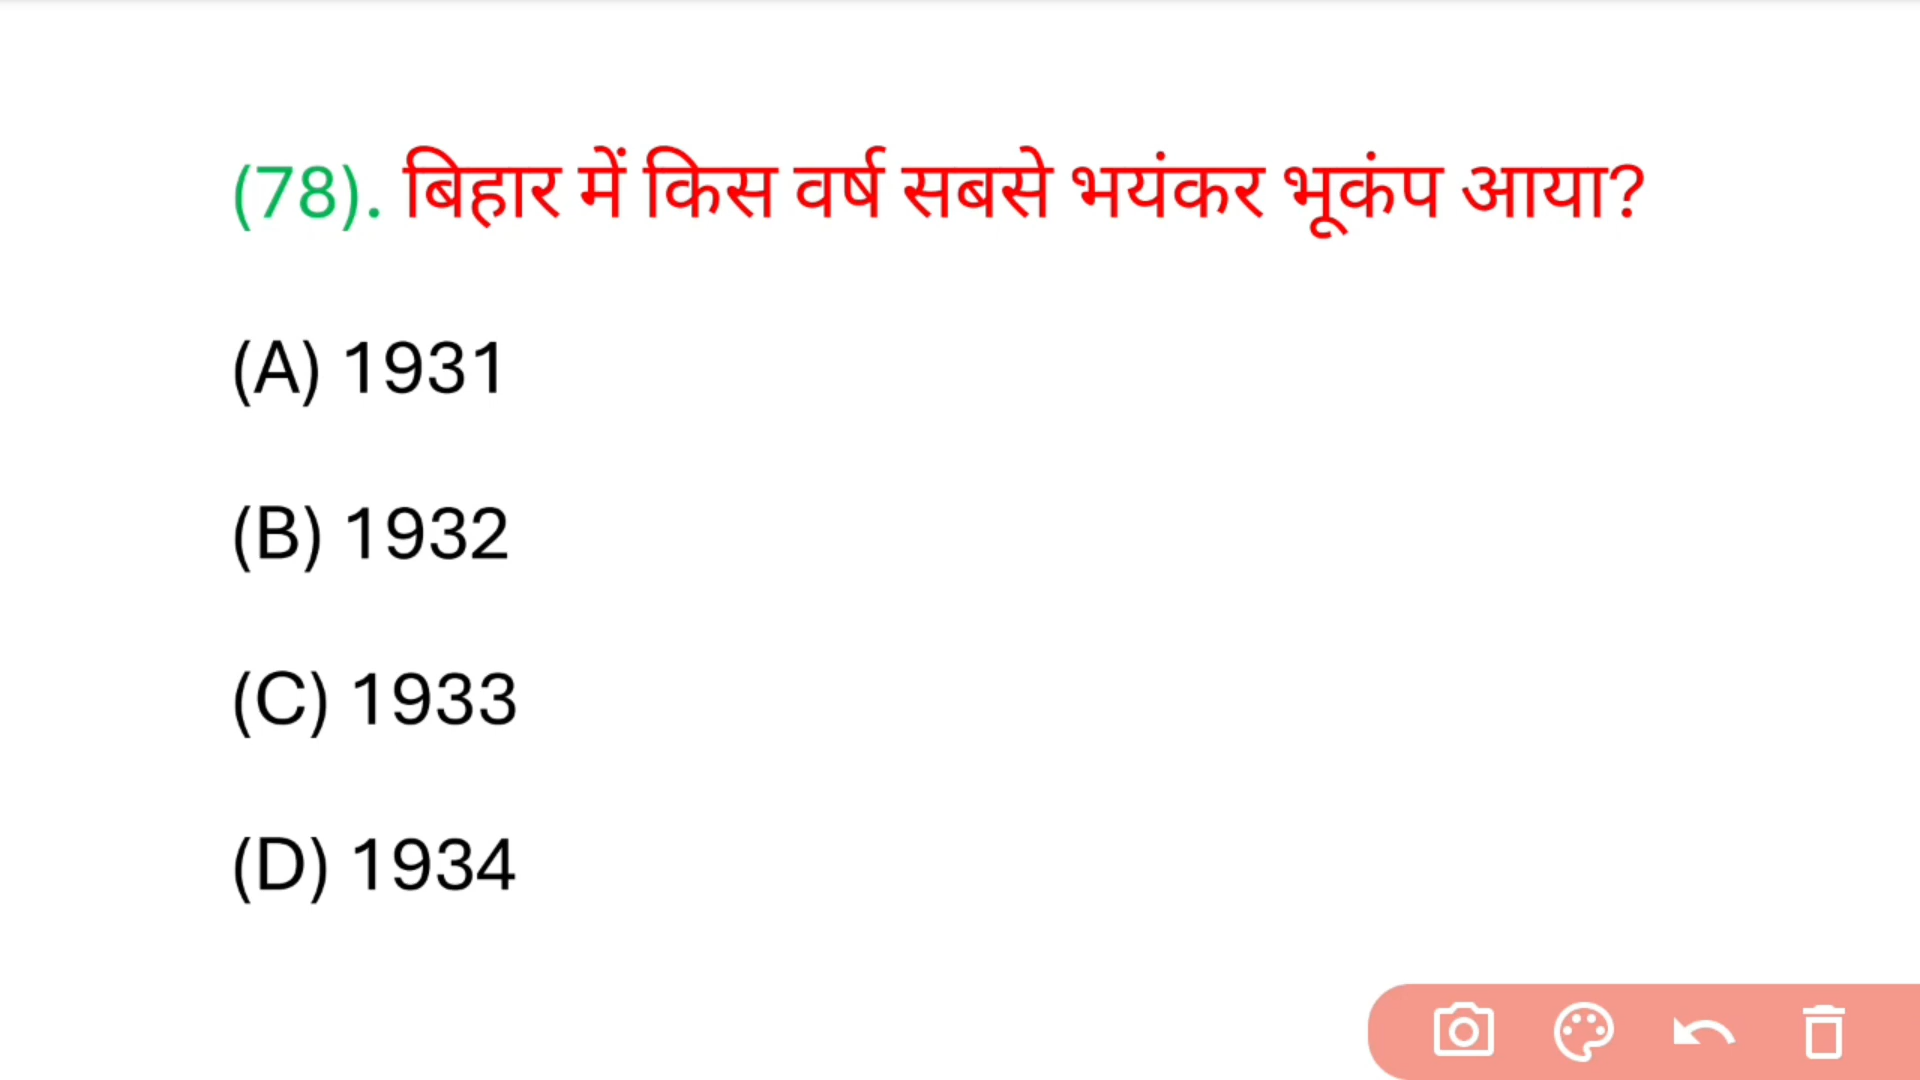 (78). बिहार में किस वर्ष सबसे भयंकर भूकंप आया?
(A) 1931
(B) 1932
(C) 1933
(D) 1934